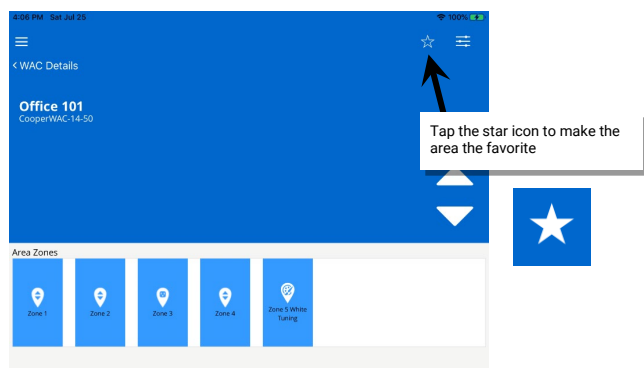 4:06 PM Sat Jul 25
100%
< WAC Details
Office 101
CooperWAC-14-50
Tap the star icon to make the
area the favorite
Area Zones
Zone 1
Zone 2
Zone 3
Zone 4
Zone 5 White
Tuning